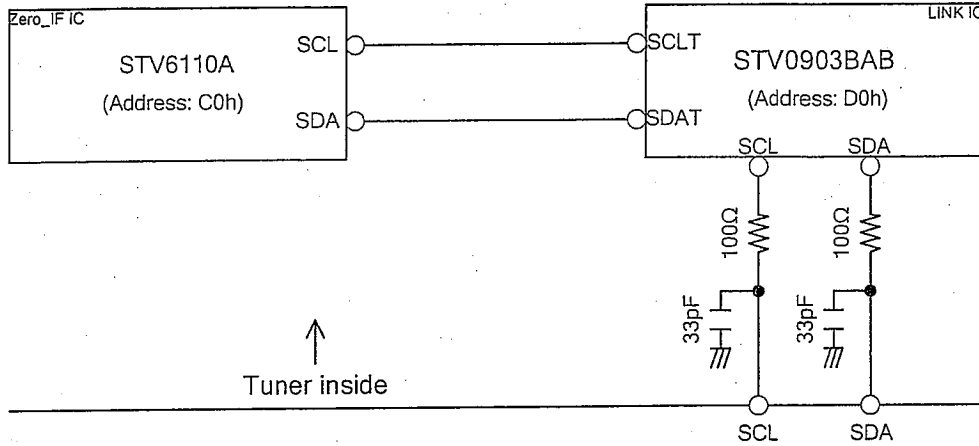 Zero_IF IC
LINK IC
STV6110A
(Address: C0h)
SCL
SDA
SCLT
SDAT
STV0903BAB
(Address: D0h)
SCL
SDA
100Ω
100Ω
33pF
33pF
Tuner inside
SCL
SDA